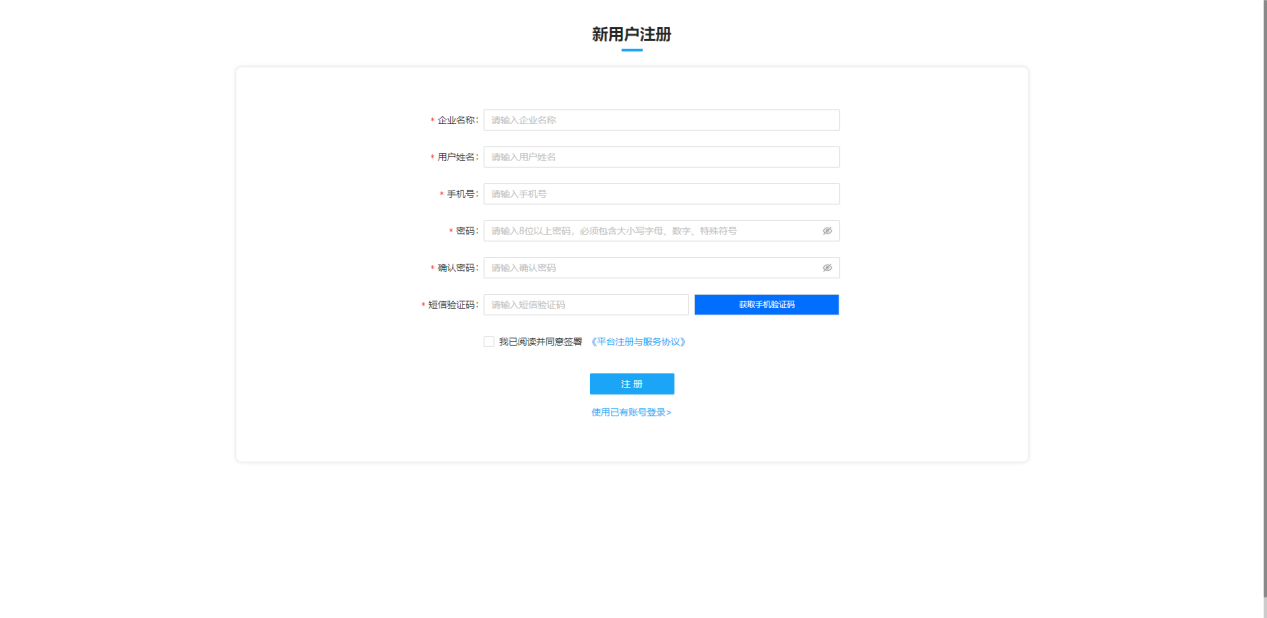 新用户注册
* 企业名称： 请输入企业名称
* 用户姓名： 请输入用户姓名
* 手机号： 请输入手机号
* 密码： 请输入8位以上密码，必须包含大小写字母、数字、特殊符号
* 确认密码： 请输入确认密码
* 短信验证码： 请输入短信验证码 获取手机验证码
我已阅读并同意签署 《平台注册与服务协议》
注 册
使用已有账号登录>